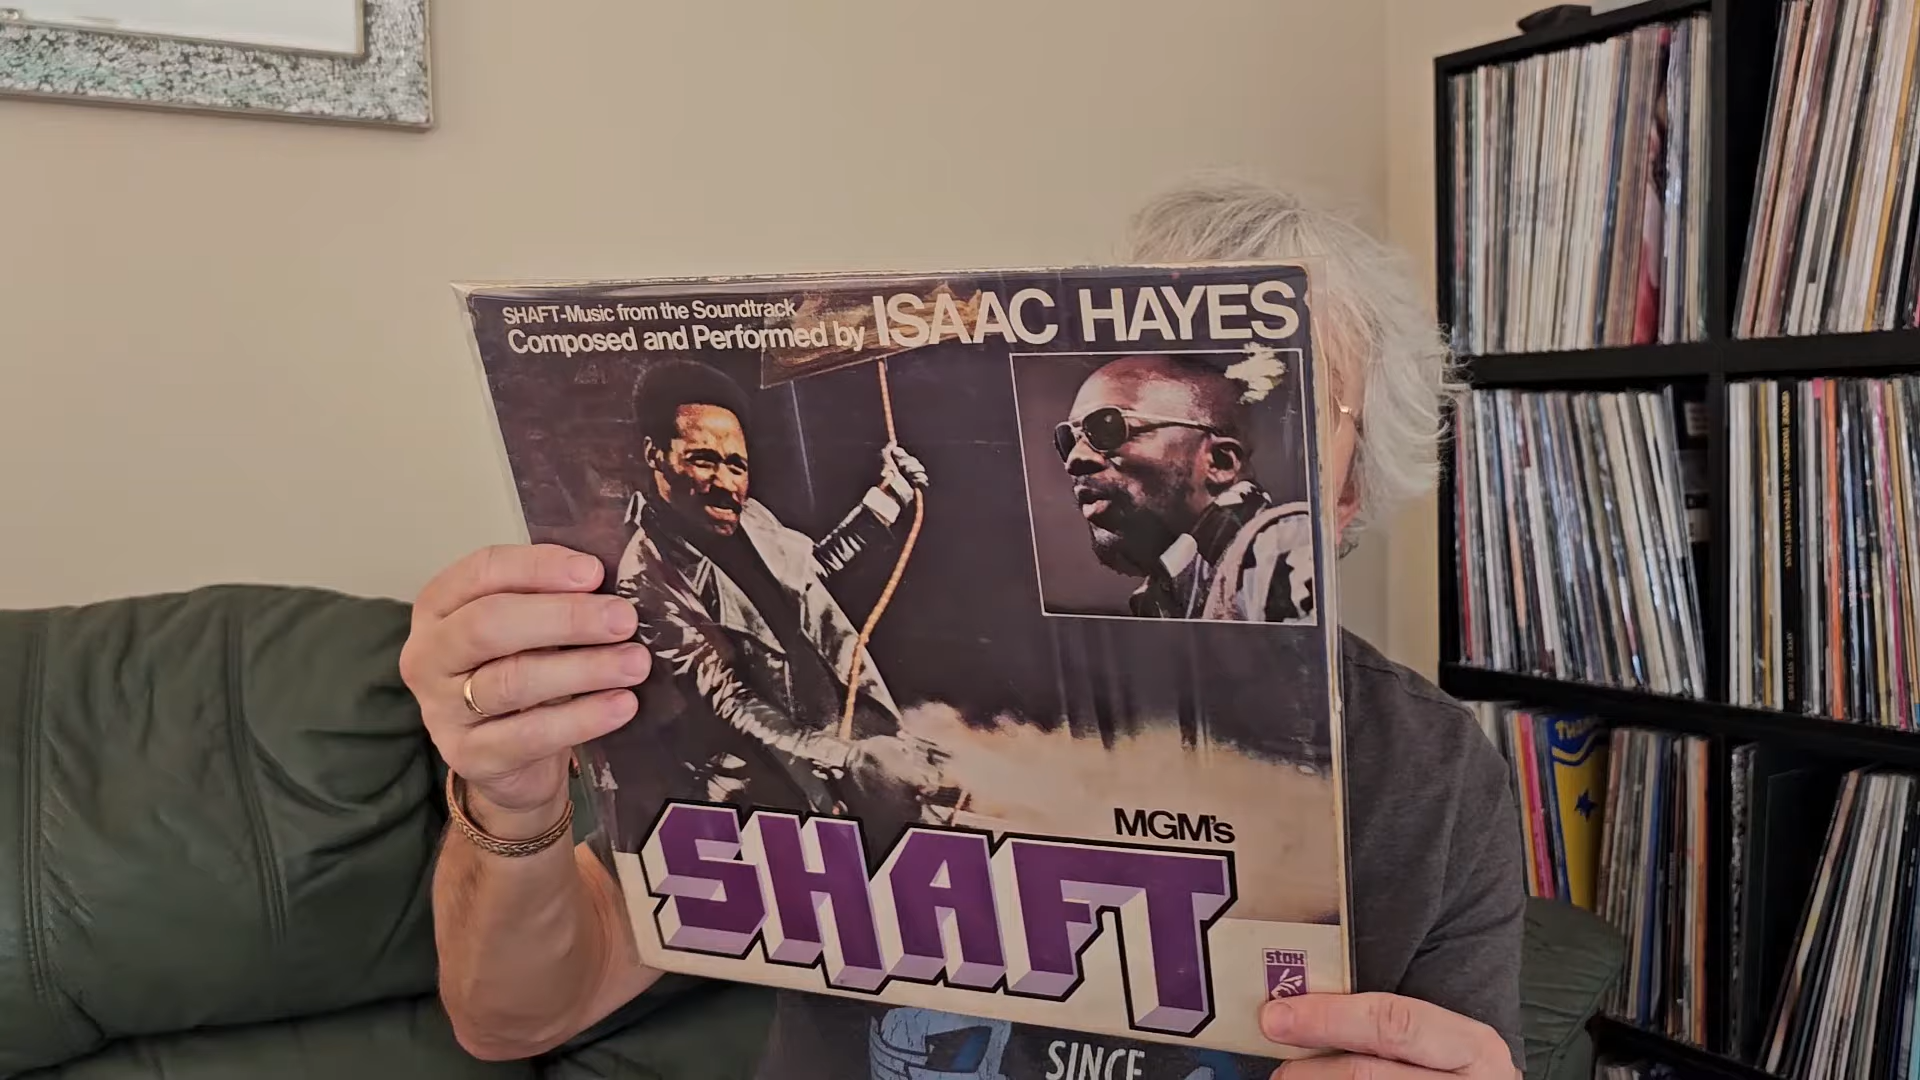 SHAFT-Music from the Soundtrack
Composed and Performed by ISAAC HAYES
MGM's
SHAFT
stax
SINCE